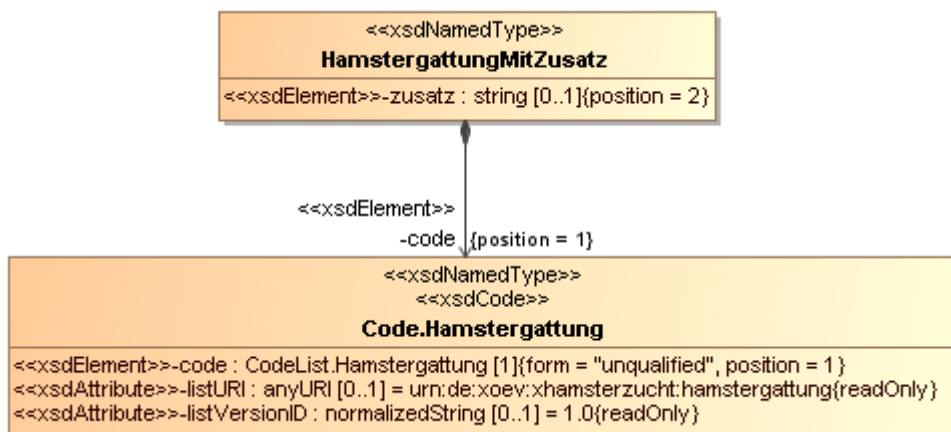 <<xsdNamedType>>
HamstergattungMitZusatz
<<xsdElement>>-zusatz : string [0..1]{position = 2}
<<xsdElement>>
-code {position = 1}
<<xsdNamedType>>
<<xsdCode>>
Code.Hamstergattung
<<xsdElement>>-code : CodeList.Hamstergattung [1]{form = "unqualified", position = 1}
<<xsdAttribute>>-listURI : anyURI [0..1] = urn:de:xoev:xhamsterzucht:hamstergattung{readOnly}
<<xsdAttribute>>-listVersionID : normalizedString [0..1] = 1.0{readOnly}